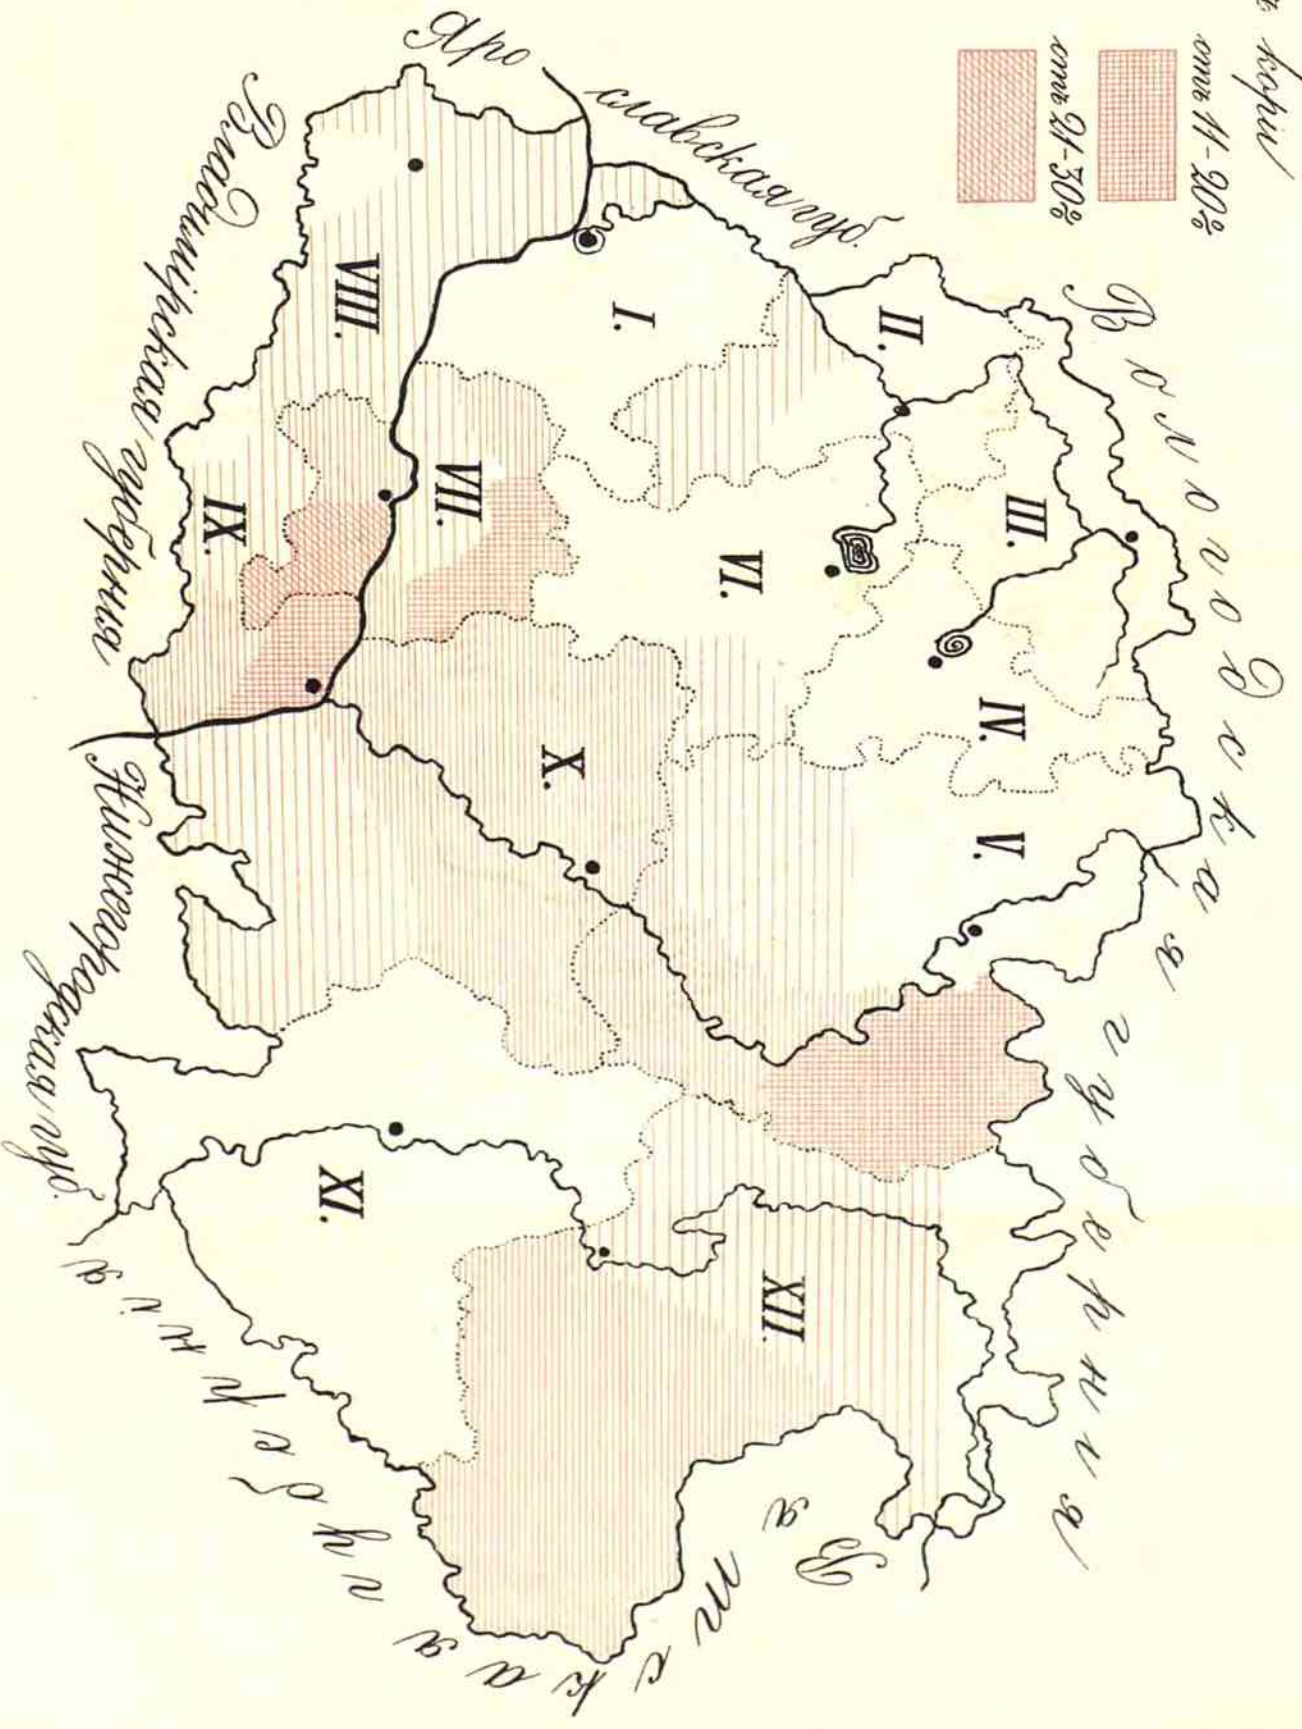 кори
отъ 11-20%
отъ 21-30%
Ярославская губ.
Вологодская губернія
Владимірская губернія
Нижегородская губ.
Вятская губернія
I.
II.
III.
IV.
V.
VI.
VII.
VIII.
IX.
X.
XI.
XII.